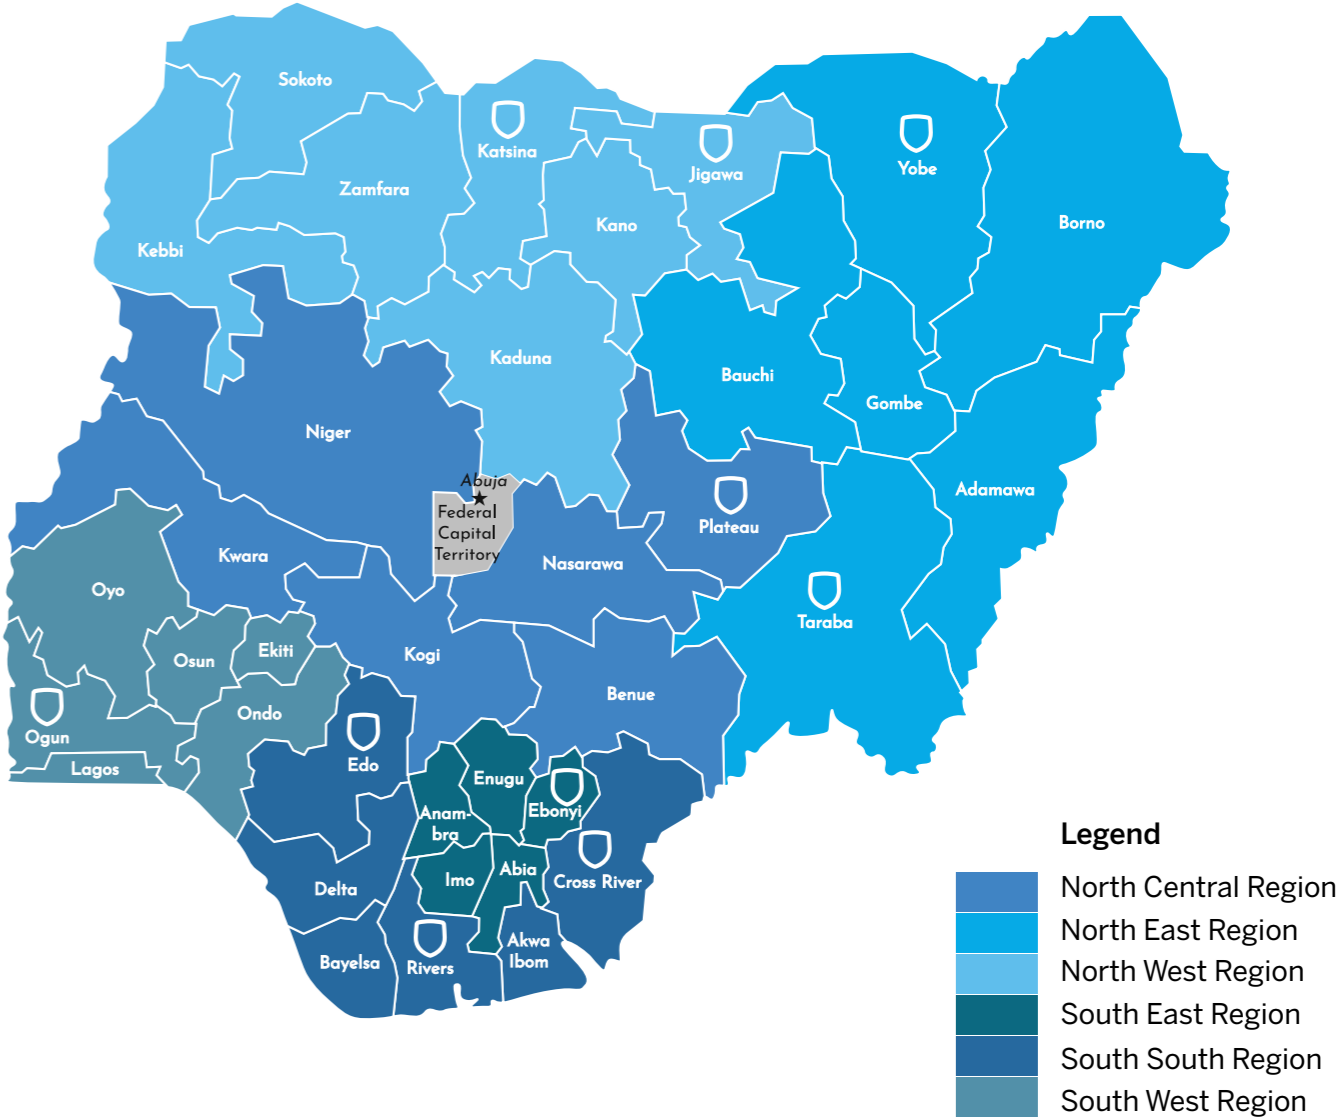 Sokoto
Katsina
Jigawa
Yobe
Zamfara
Kano
Borno
Kebbi
Kaduna
Bauchi
Gombe
Niger
Abuja
Federal
Capital
Territory
Plateau
Adamawa
Kwara
Nasarawa
Oyo
Taraba
Ekiti
Osun
Kogi
Benue
Ondo
Ogun
Edo
Lagos
Enugu
Ebonyi
Anam-
bra
Abia
Imo
Cross River
Delta
Akwa
Ibom
Bayelsa
Rivers
Legend
North Central Region
North East Region
North West Region
South East Region
South South Region
South West Region